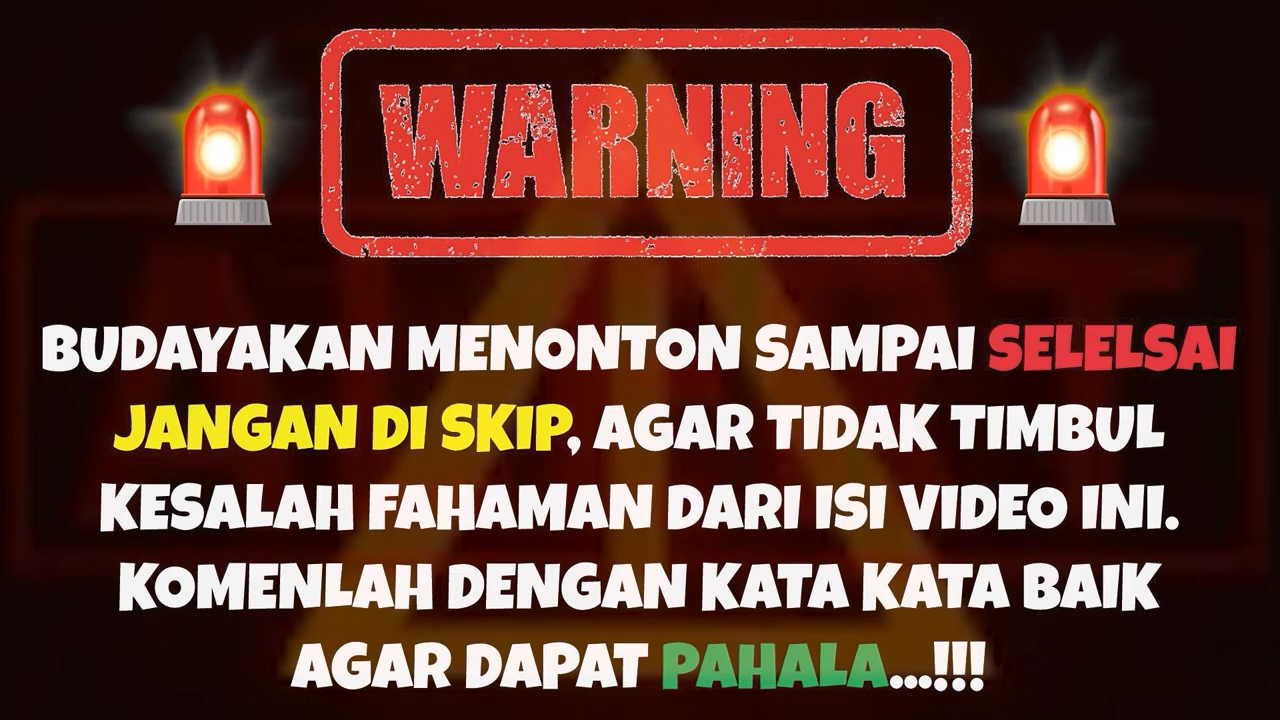 WARNING
BUDAYAKAN MENONTON SAMPAI SELELSAI
JANGAN DI SKIP, AGAR TIDAK TIMBUL
KESALAH FAHAMAN DARI ISI VIDEO INI.
KOMENLAH DENGAN KATA KATA BAIK
AGAR DAPAT PAHALA...!!!